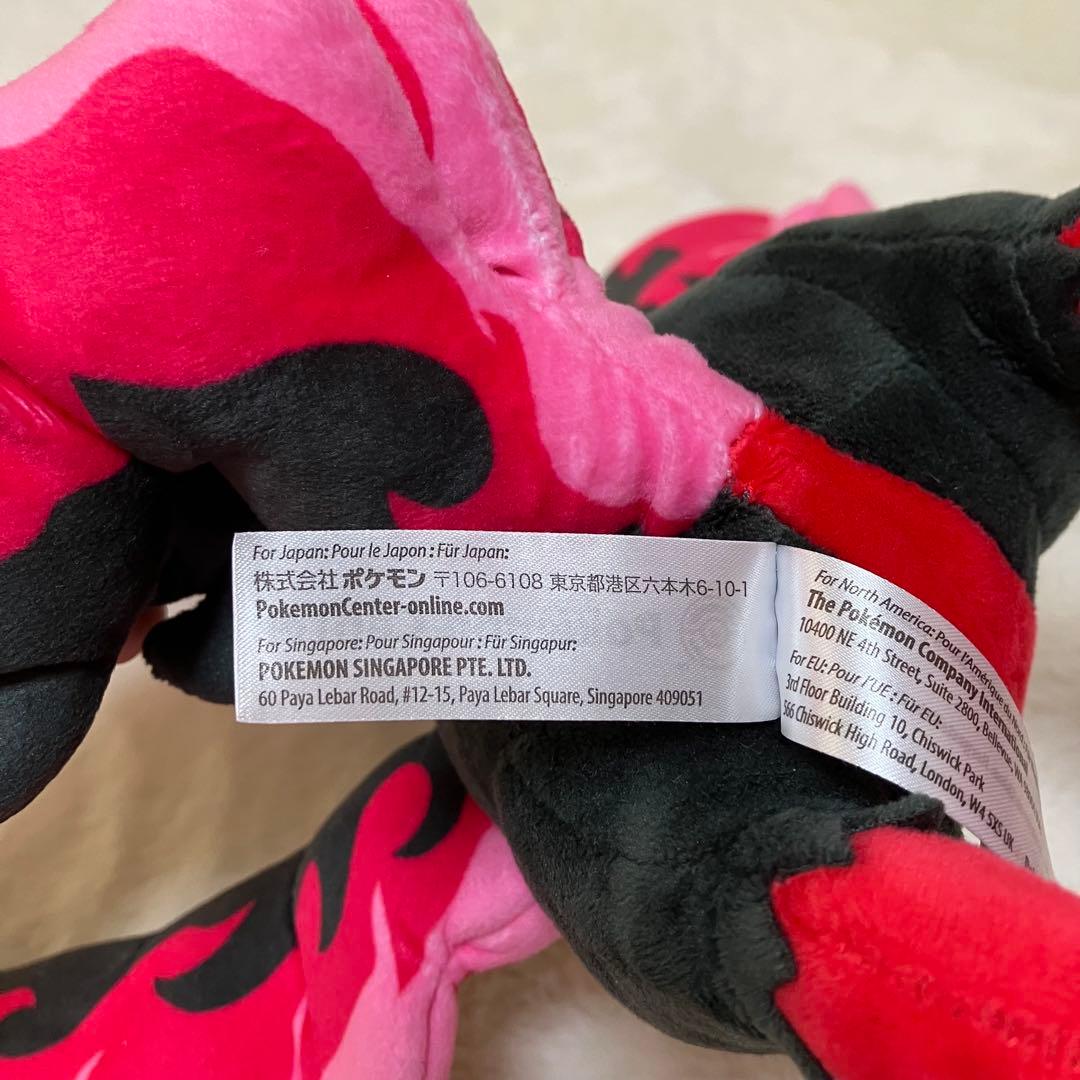 For Japan: Pour le Japon : Für Japan:
株式会社ポケモン 〒106-6108 東京都港区六本木6-10-1
PokemonCenter-online.com
For Singapore: Pour Singapour : Für Singapur:
POKEMON SINGAPORE PTE. LTD.
60 Paya Lebar Road, #12-15, Paya Lebar Square, Singapore 409051
For North America: Pour l'Amérique du
The Pokémon Company International
10400 NE 4th Street, Suite 2800, Bellevue,
For EU: Pour l'UE : Für EU:
3rd Floor Building 10, Chiswick Park
566 Chiswick High Road, London, W4 5XS UK